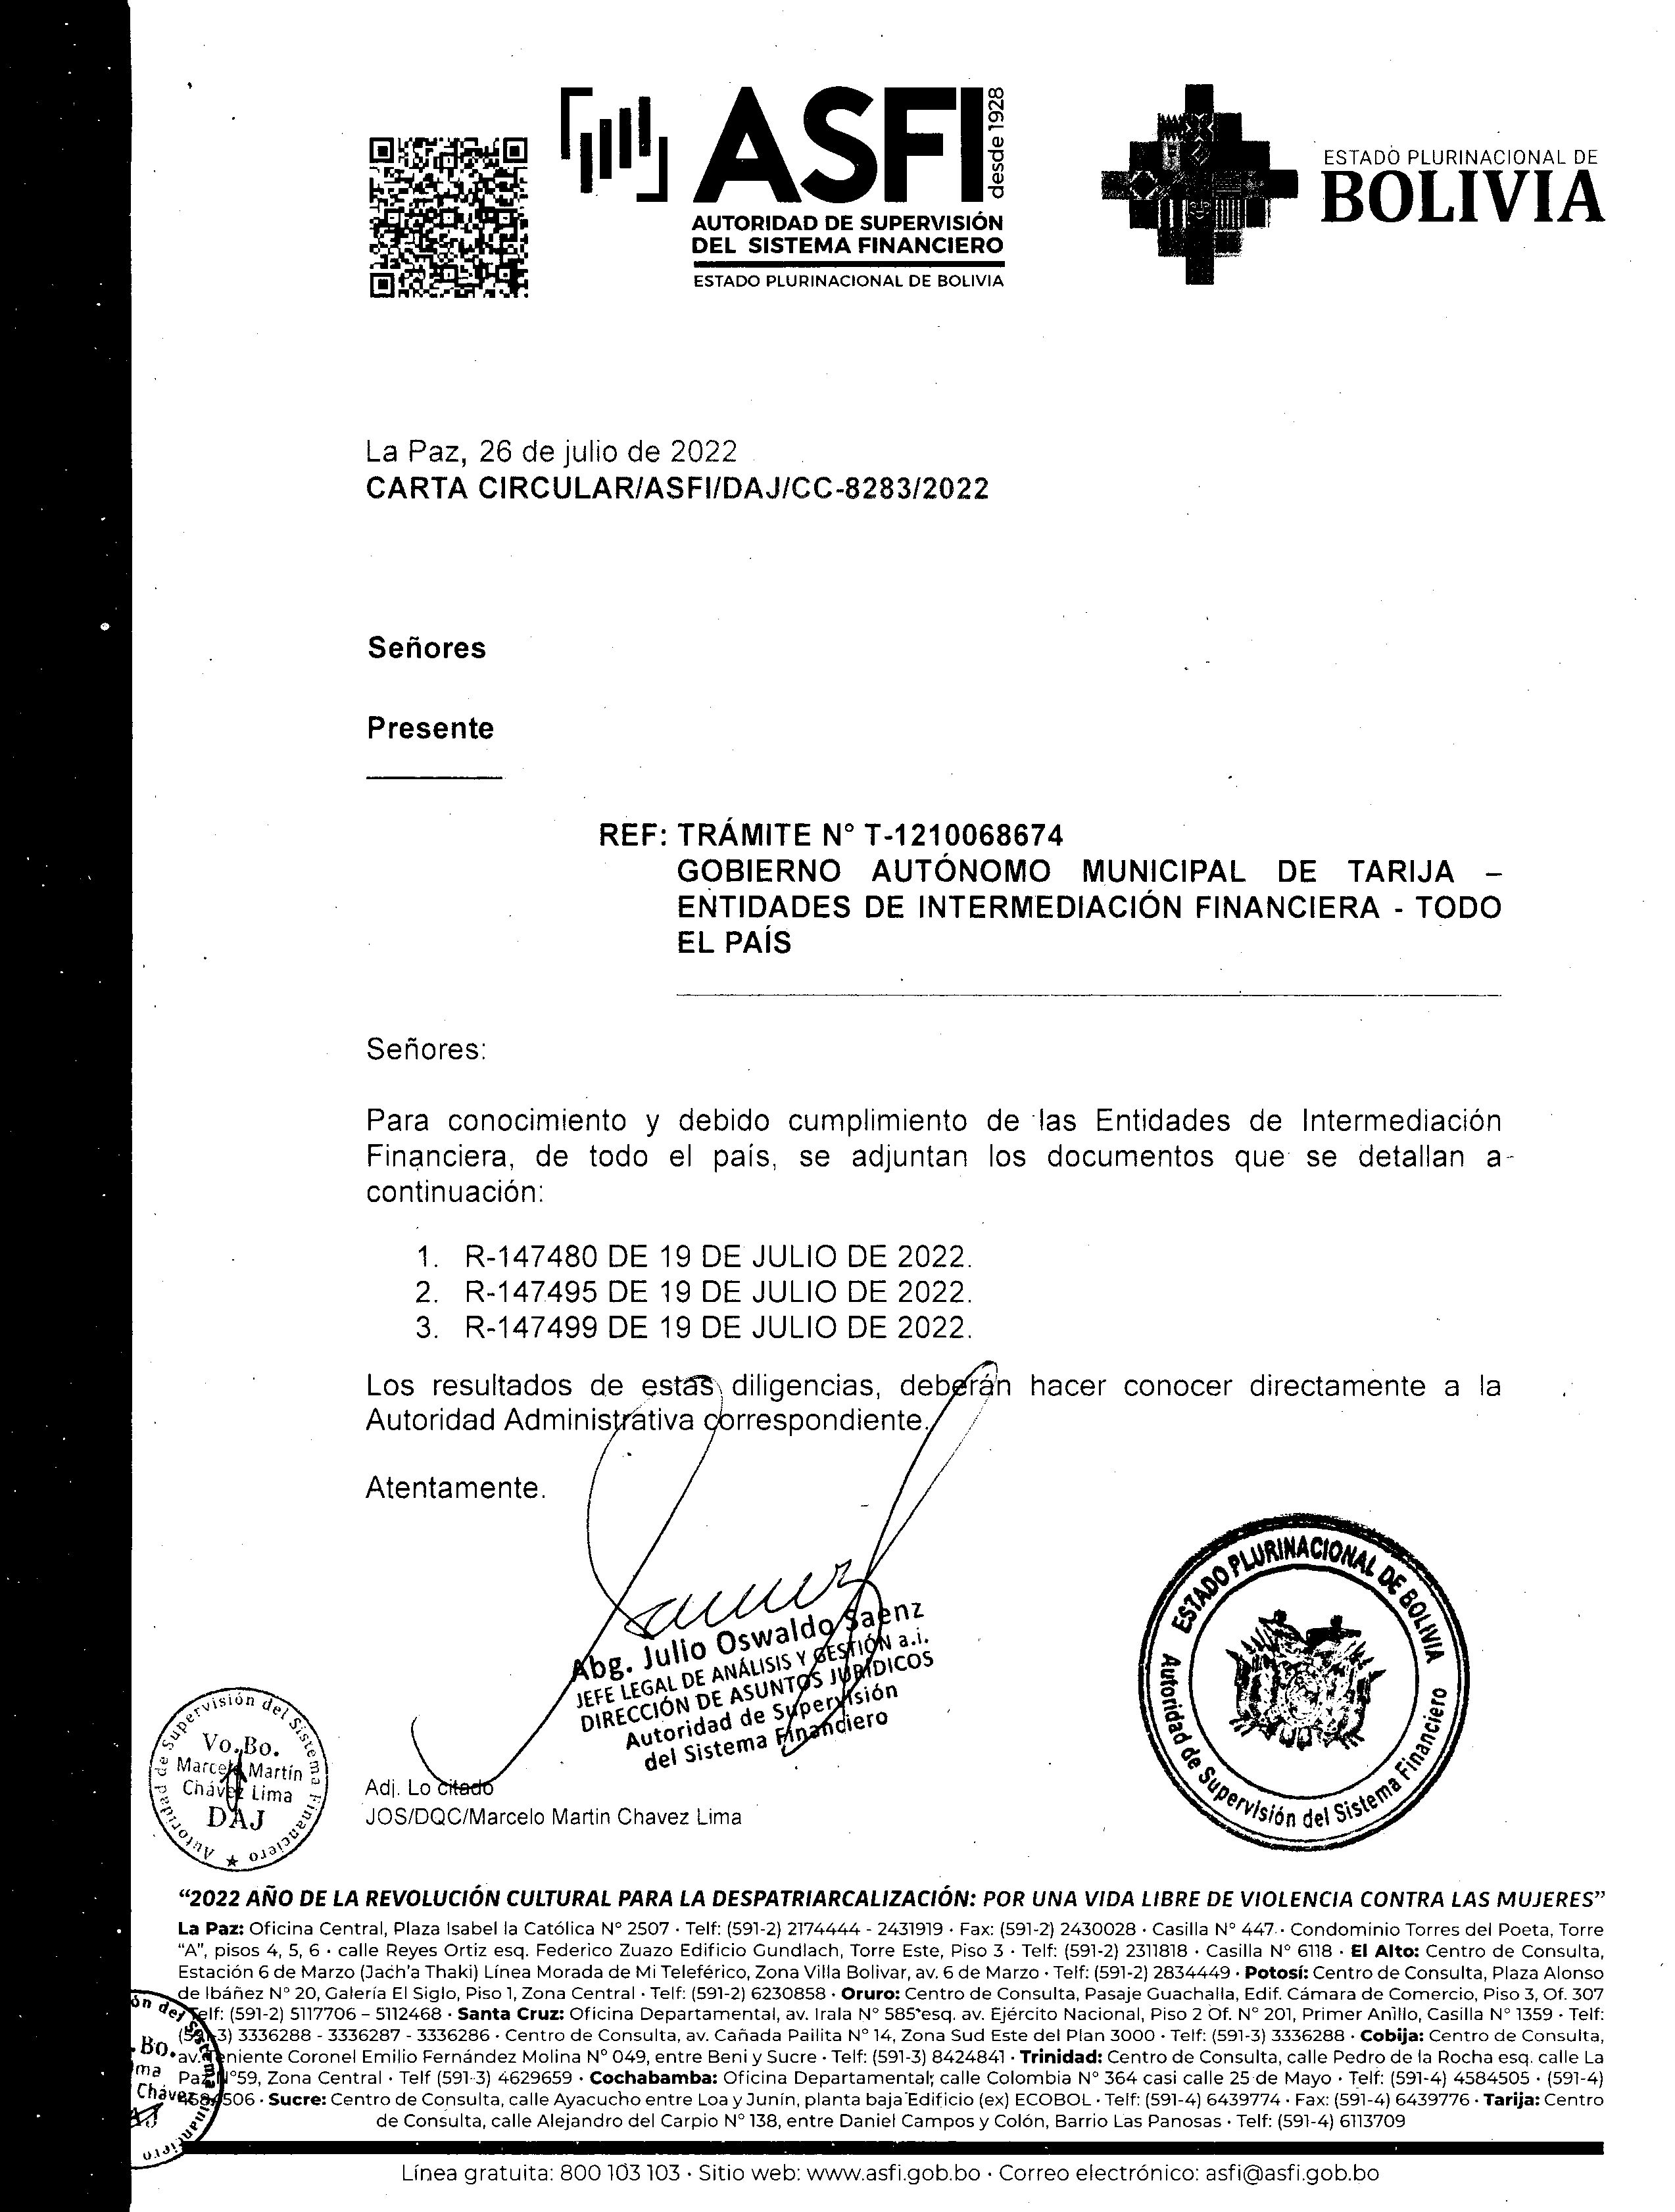 ASFI
desde 1928
AUTORIDAD DE SUPERVISIÓN
DEL SISTEMA FINANCIERO
ESTADO PLURINACIONAL DE BOLIVIA
ESTADO PLURINACIONAL DE
BOLIVIA
La Paz, 26 de julio de 2022
CARTA CIRCULAR/ASFI/DAJ/CC-8283/2022
Señores
Presente
REF: TRÁMITE N° T-1210068674
GOBIERNO AUTÓNOMO MUNICIPAL DE TARIJA –
ENTIDADES DE INTERMEDIACIÓN FINANCIERA - TODO
EL PAÍS
Señores:
Para conocimiento y debido cumplimiento de las Entidades de Intermediación
Financiera, de todo el país, se adjuntan los documentos que se detallan a
continuación:
1. R-147480 DE 19 DE JULIO DE 2022.
2. R-147495 DE 19 DE JULIO DE 2022.
3. R-147499 DE 19 DE JULIO DE 2022.
Los resultados de estas diligencias, deberán hacer conocer directamente a la
Autoridad Administrativa correspondiente.
Atentamente.
Abg. Julio Oswaldo Saenz
JEFE LEGAL DE ANÁLISIS Y GESTIÓN a.i.
DIRECCIÓN DE ASUNTOS JURÍDICOS
Autoridad de Supervisión
del Sistema Financiero
ESTADO PLURINACIONAL DE BOLIVIA
Autoridad de Supervisión del Sistema Financiero
Autoridad de Supervisión del Sistema Financiero
Vo.Bo.
Marcelo Martín
Chávez Lima
DAJ
Adj. Lo citado
JOS/DQC/Marcelo Martin Chavez Lima
“2022 AÑO DE LA REVOLUCIÓN CULTURAL PARA LA DESPATRIARCALIZACIÓN: POR UNA VIDA LIBRE DE VIOLENCIA CONTRA LAS MUJERES”
La Paz: Oficina Central, Plaza Isabel la Católica N° 2507 · Telf: (591-2) 2174444 - 2431919 · Fax: (591-2) 2430028 · Casilla N° 447 · Condominio Torres del Poeta, Torre
“A”, pisos 4, 5, 6 · calle Reyes Ortiz esq. Federico Zuazo Edificio Gundlach, Torre Este, Piso 3 · Telf: (591-2) 2311818 · Casilla N° 6118 · El Alto: Centro de Consulta,
Estación 6 de Marzo (Jach'a Thaki) Línea Morada de Mi Teleférico, Zona Villa Bolivar, av. 6 de Marzo · Telf: (591-2) 2834449 · Potosí: Centro de Consulta, Plaza Alonso
de Ibáñez N° 20, Galería El Siglo, Piso 1, Zona Central · Telf: (591-2) 6230858 · Oruro: Centro de Consulta, Pasaje Guachalla, Edif. Cámara de Comercio, Piso 3, Of. 307
Telf: (591-2) 5117706 – 5112468 · Santa Cruz: Oficina Departamental, av. Irala N° 585 esq. av. Ejército Nacional, Piso 2 Of. N° 201, Primer Anillo, Casilla N° 1359 · Telf:
(591-3) 3336288 - 3336287 - 3336286 · Centro de Consulta, av. Cañada Pailita N° 14, Zona Sud Este del Plan 3000 · Telf: (591-3) 3336288 · Cobija: Centro de Consulta,
av. Teniente Coronel Emilio Fernández Molina N° 049, entre Beni y Sucre · Telf: (591-3) 8424841 · Trinidad: Centro de Consulta, calle Pedro de la Rocha esq. calle La
Paz N°59, Zona Central · Telf (591-3) 4629659 · Cochabamba: Oficina Departamental; calle Colombia N° 364 casi calle 25 de Mayo · Telf: (591-4) 4584505 · (591-4)
4584506 · Sucre: Centro de Consulta, calle Ayacucho entre Loa y Junín, planta baja Edificio (ex) ECOBOL · Telf: (591-4) 6439774 · Fax: (591-4) 6439776 · Tarija: Centro
de Consulta, calle Alejandro del Carpio N° 138, entre Daniel Campos y Colón, Barrio Las Panosas · Telf: (591-4) 6113709
Línea gratuita: 800 103 103 · Sitio web: www.asfi.gob.bo · Correo electrónico: asfi@asfi.gob.bo